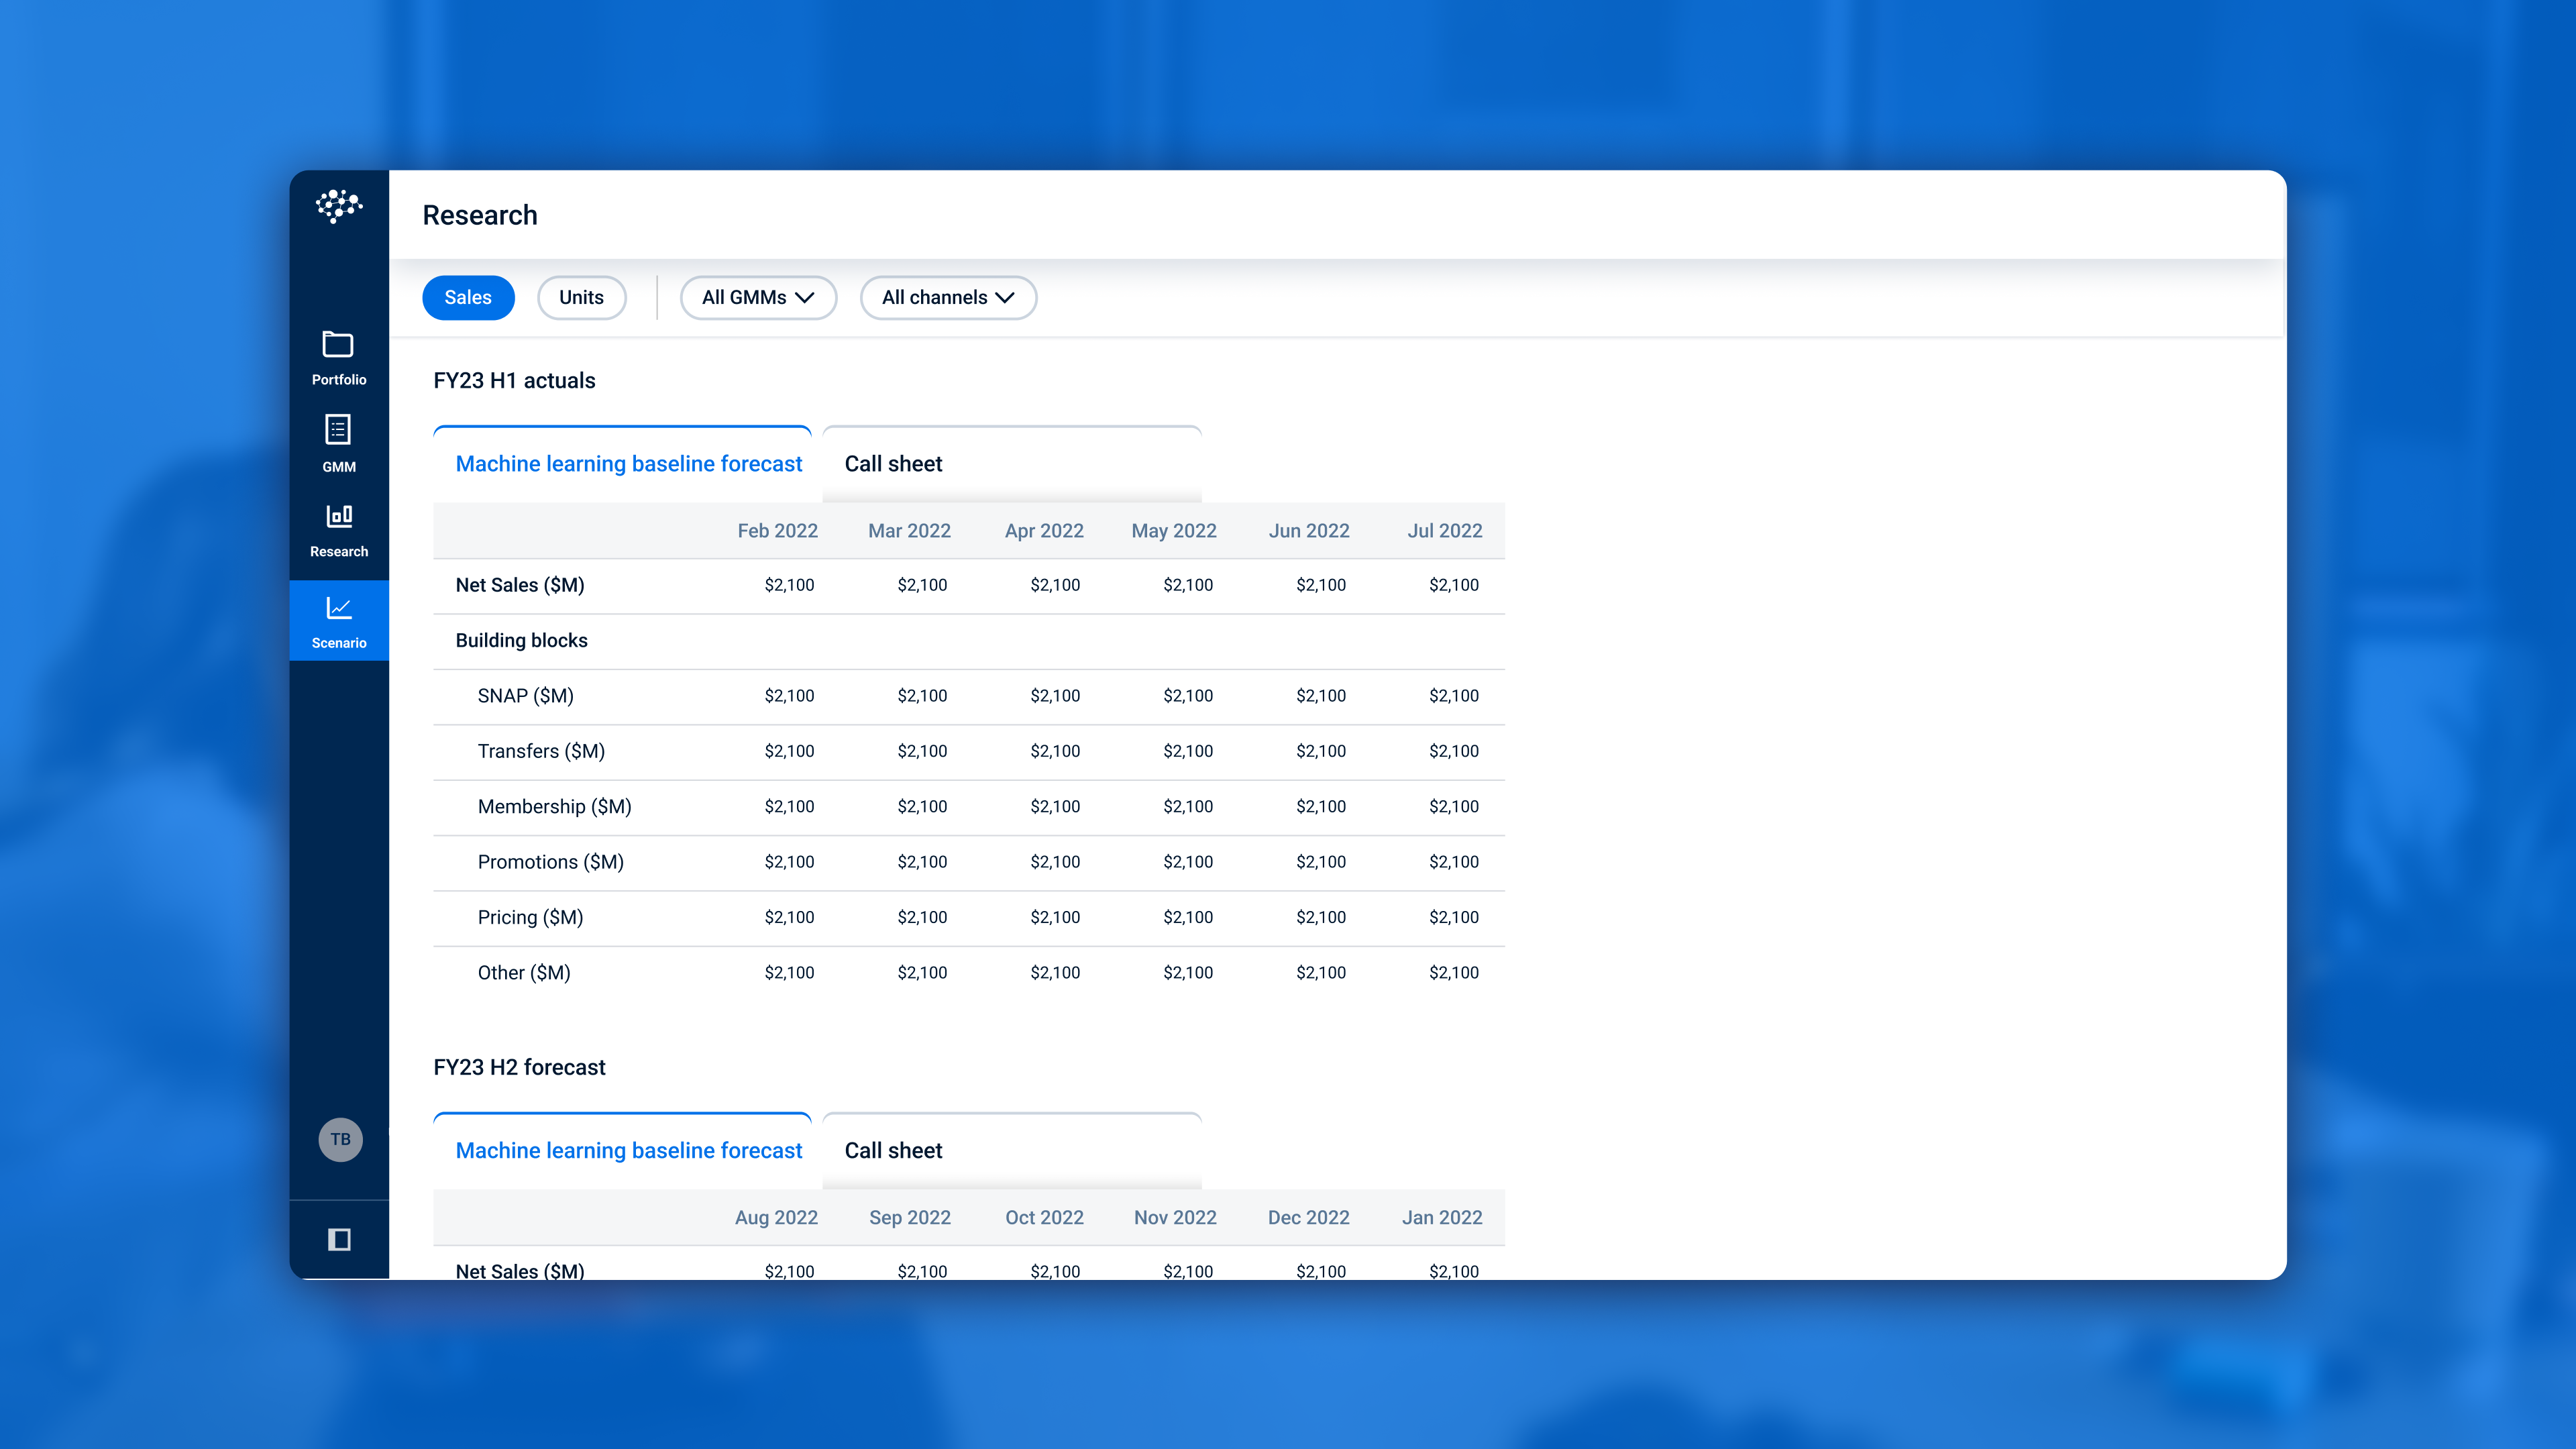 Research
Sales Units All GMMs All channels
Portfolio
GMM
Research
Scenario
TB
FY23 H1 actuals
Machine learning baseline forecast Call sheet
Feb 2022 Mar 2022 Apr 2022 May 2022 Jun 2022 Jul 2022
Net Sales ($M) $2,100 $2,100 $2,100 $2,100 $2,100 $2,100
Building blocks
SNAP ($M) $2,100 $2,100 $2,100 $2,100 $2,100 $2,100
Transfers ($M) $2,100 $2,100 $2,100 $2,100 $2,100 $2,100
Membership ($M) $2,100 $2,100 $2,100 $2,100 $2,100 $2,100
Promotions ($M) $2,100 $2,100 $2,100 $2,100 $2,100 $2,100
Pricing ($M) $2,100 $2,100 $2,100 $2,100 $2,100 $2,100
Other ($M) $2,100 $2,100 $2,100 $2,100 $2,100 $2,100
FY23 H2 forecast
Machine learning baseline forecast Call sheet
Aug 2022 Sep 2022 Oct 2022 Nov 2022 Dec 2022 Jan 2022
Net Sales ($M) $2,100 $2,100 $2,100 $2,100 $2,100 $2,100